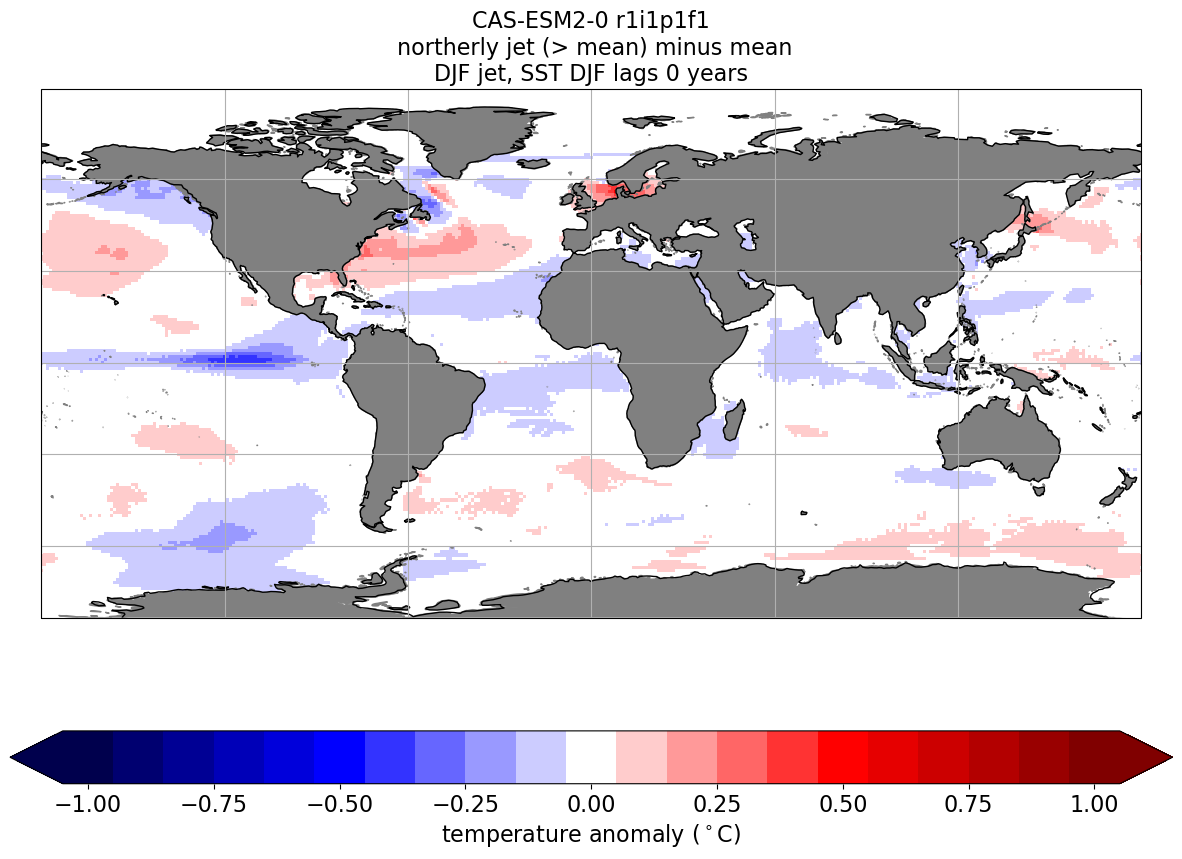 CAS-ESM2-0 r1i1p1f1
northerly jet (> mean) minus mean
DJF jet, SST DJF lags 0 years
−1.00 −0.75 −0.50 −0.25 0.00 0.25 0.50 0.75 1.00
temperature anomaly (°C)